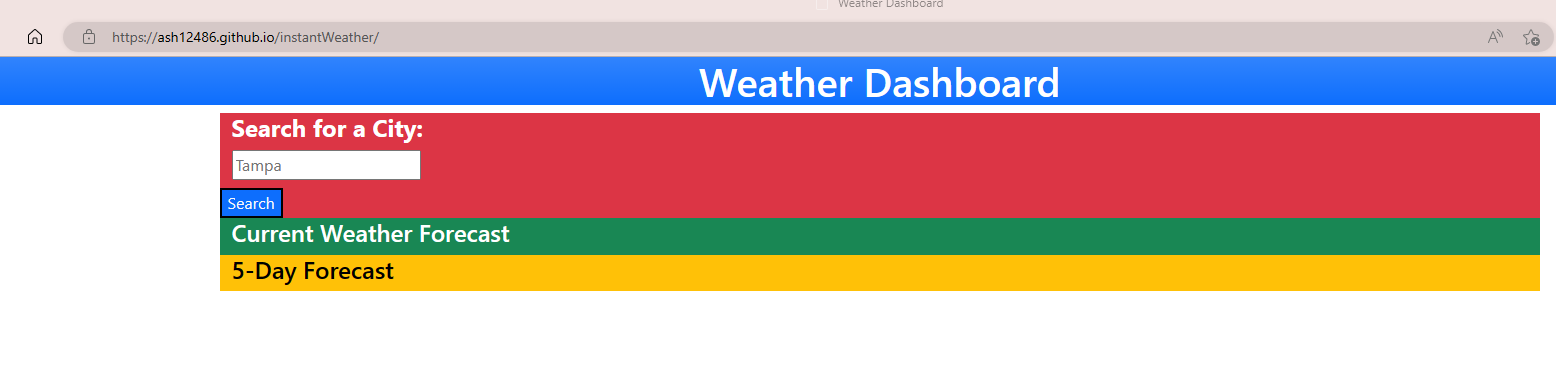 Weather Dashboard
https://ash12486.github.io/instantWeather/
Weather Dashboard
Search for a City:
Tampa
Search
Current Weather Forecast
5-Day Forecast